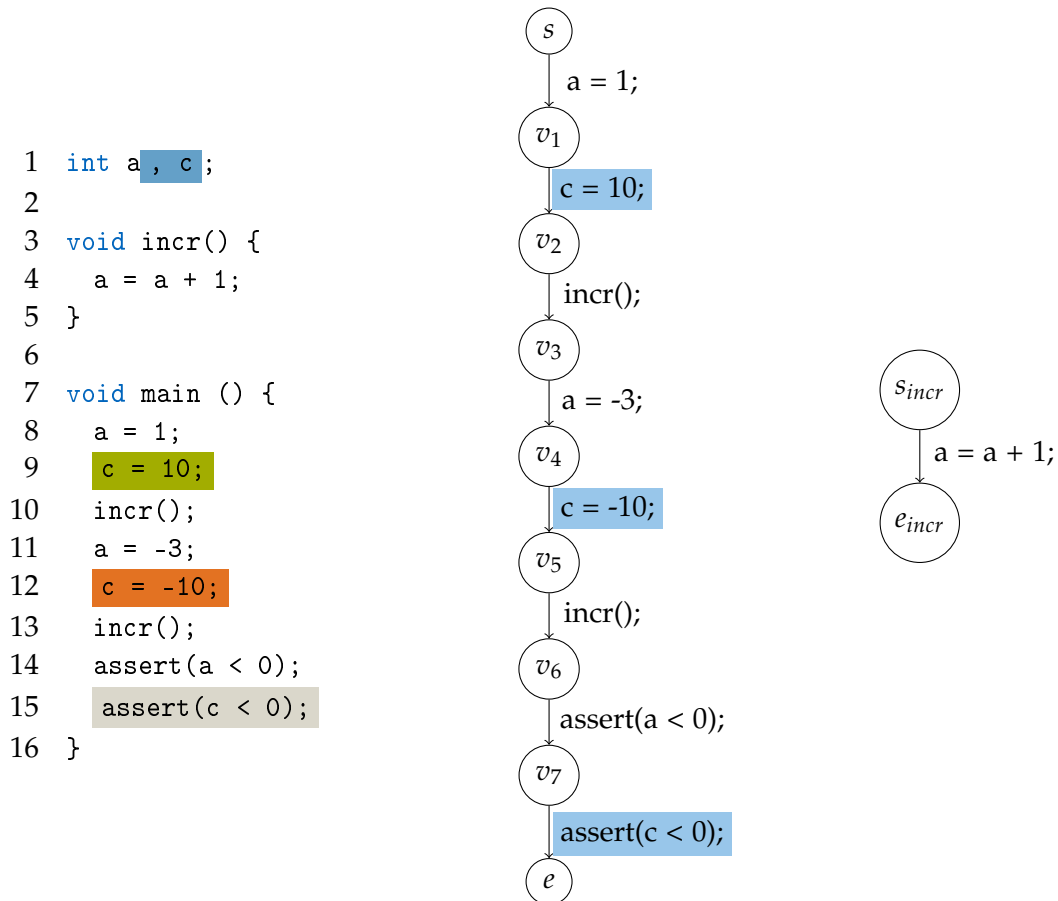 1 int a , c ;
2
3 void incr() {
4 a = a + 1;
5 }
6
7 void main () {
8 a = 1;
9 c = 10;
10 incr();
11 a = -3;
12 c = -10;
13 incr();
14 assert(a < 0);
15 assert(c < 0);
16 }
s
a = 1;
v1
c = 10;
v2
incr();
v3
a = -3;
v4
c = -10;
v5
incr();
v6
assert(a < 0);
v7
assert(c < 0);
e
sincr
a = a + 1;
eincr